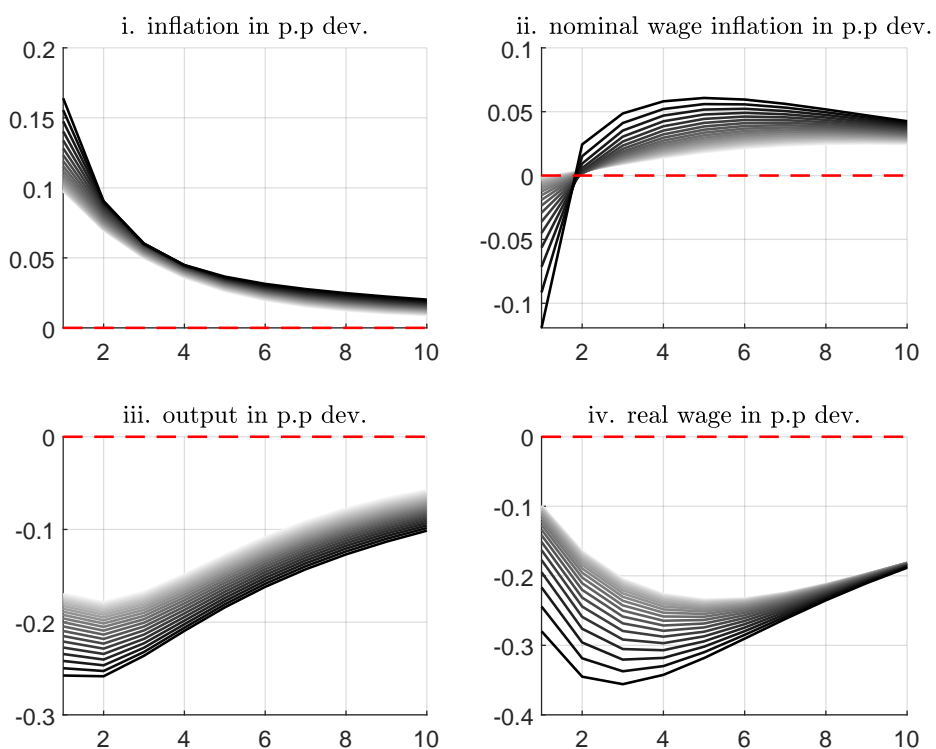 i. inflation in p.p dev.
0.2
0.15
0.1
0.05
0
2 4 6 8 10
ii. nominal wage inflation in p.p dev.
0.1
0.05
0
-0.05
-0.1
2 4 6 8 10
iii. output in p.p dev.
0
-0.1
-0.2
-0.3
2 4 6 8 10
iv. real wage in p.p dev.
0
-0.1
-0.2
-0.3
-0.4
2 4 6 8 10